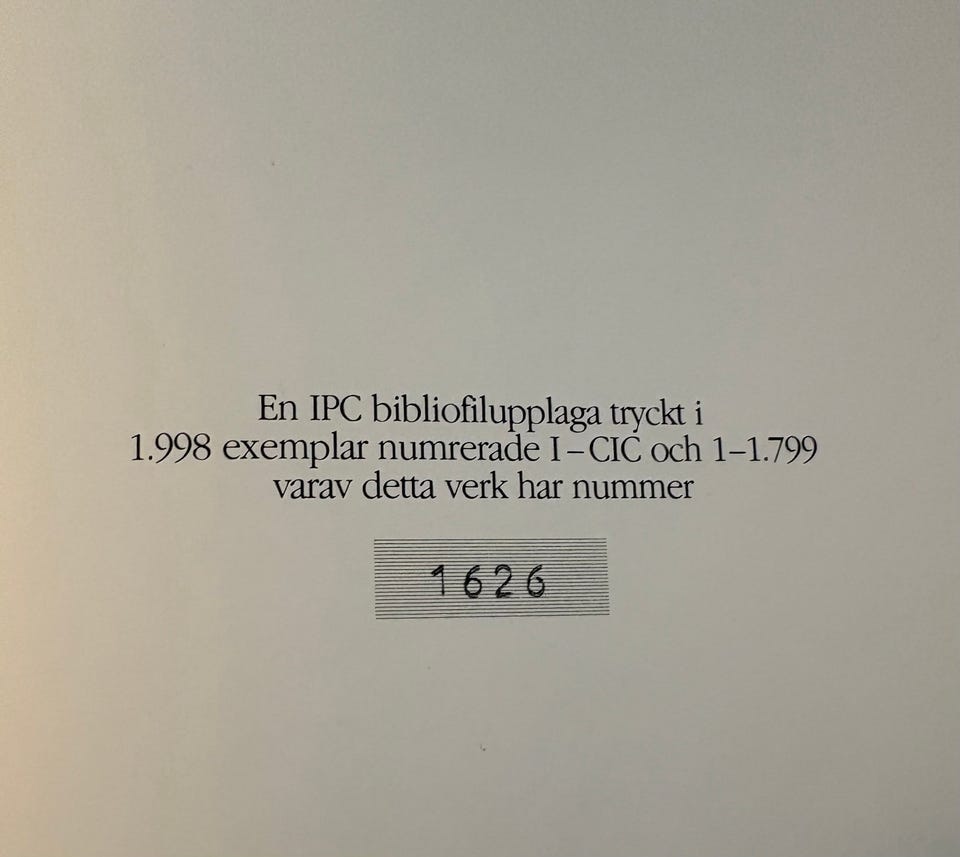 En IPC bibliofilupplaga tryckt i
1.998 exemplar numrerade I–CIC och 1–1.799
varav detta verk har nummer
1626